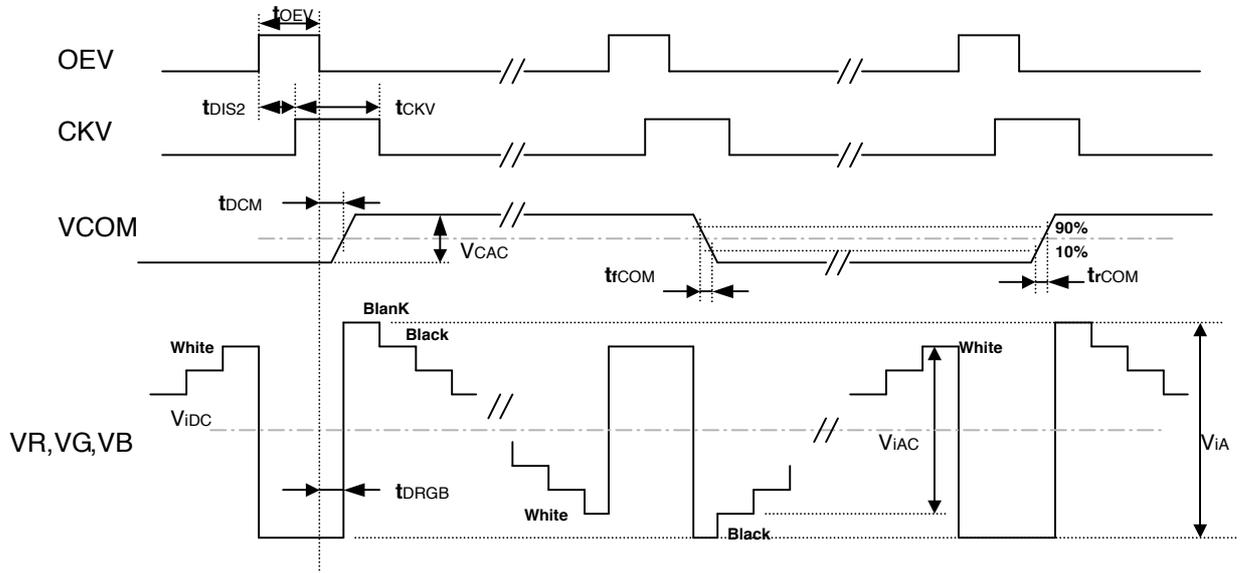 tOEV
OEV
tDIS2
tCKV
CKV
tDCM
VCOM
VCAC
90%
10%
tfCOM
trCOM
BlanK
Black
White
White
ViDC
VR,VG,VB
ViAC
ViA
tDRGB
White
Black